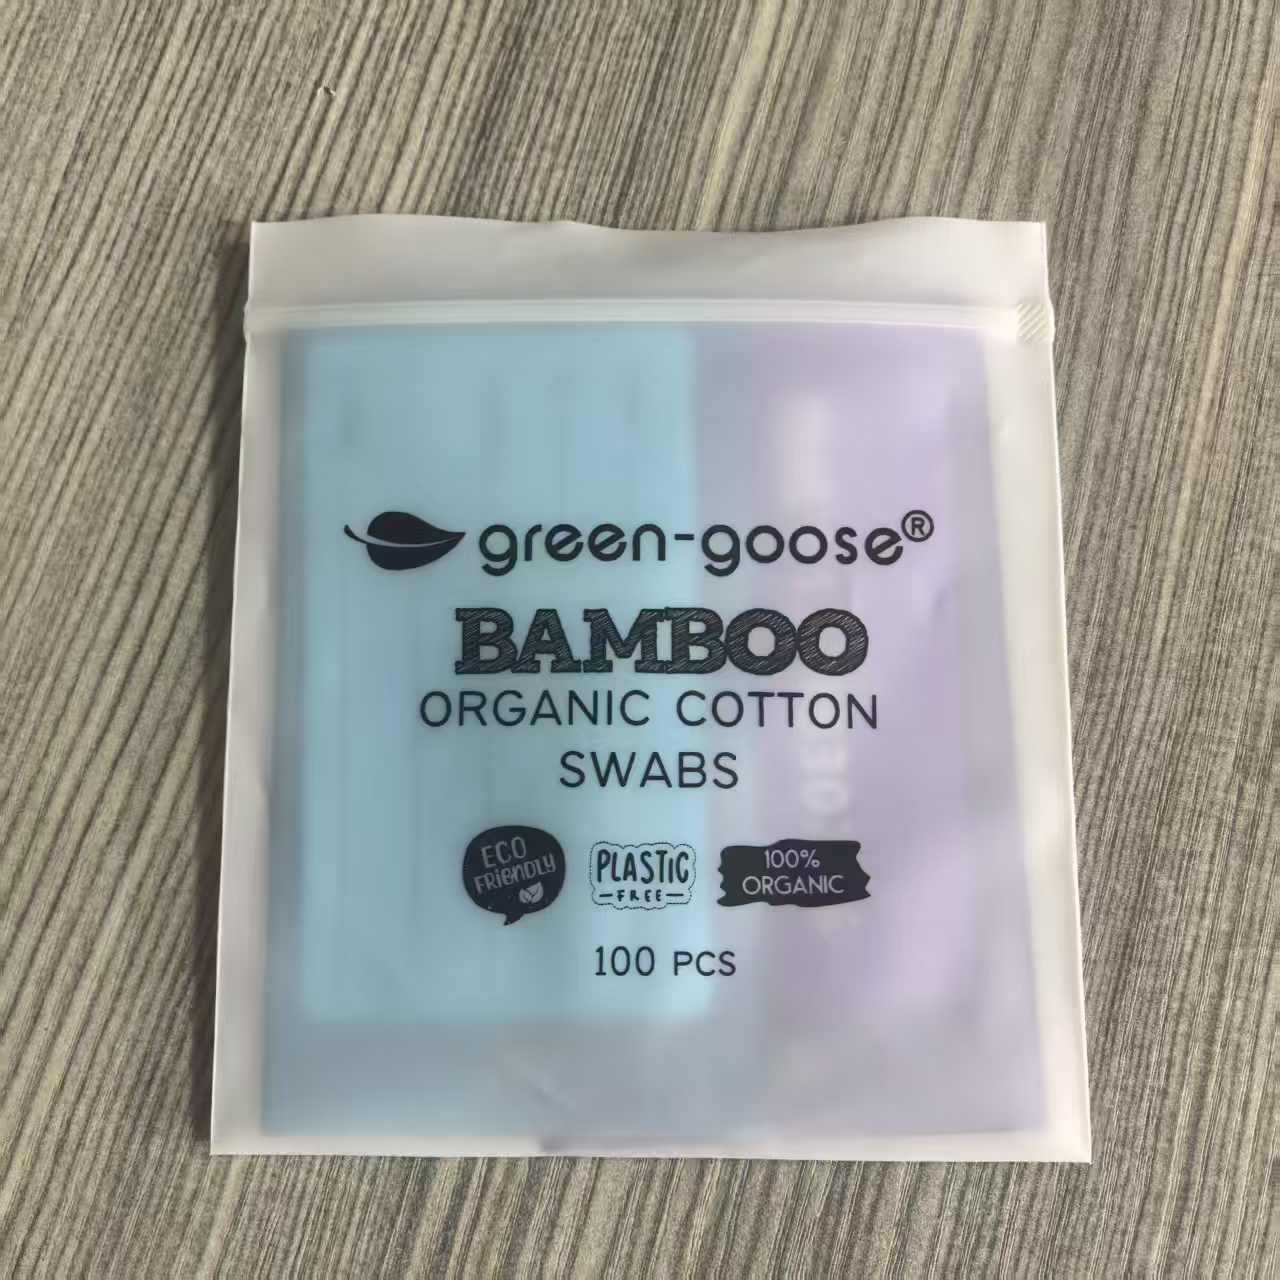 green-goose®
BAMBOO
ORGANIC COTTON
SWABS
ECO
FRIENDLY
PLASTIC
FREE
100%
ORGANIC
100 PCS